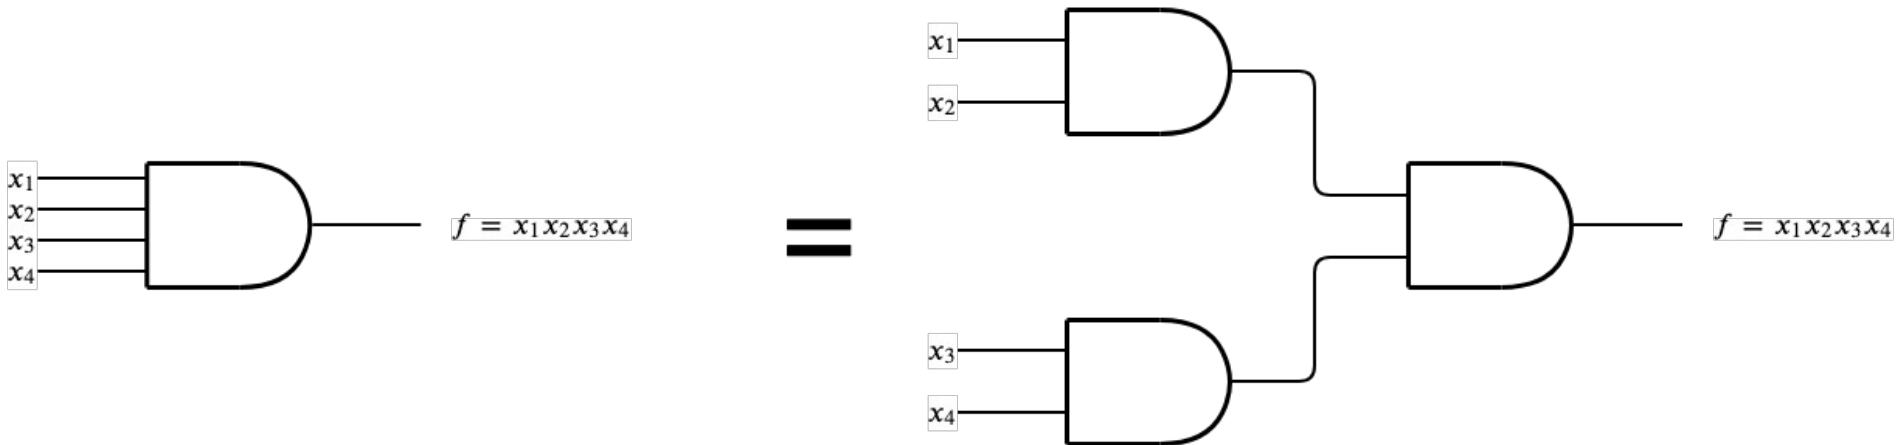 x₁
x₂
x₃
x₄
f = x₁x₂x₃x₄
=
x₁
x₂
x₃
x₄
f = x₁x₂x₃x₄